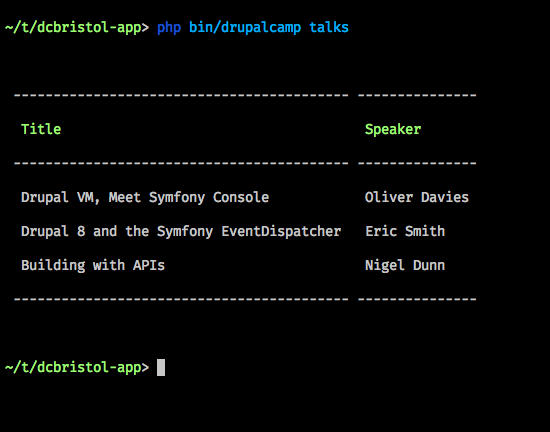 ~/t/dcbristol-app> php bin/drupalcamp talks
------------------------------------------ ---------------
Title Speaker
------------------------------------------ ---------------
Drupal VM, Meet Symfony Console Oliver Davies
Drupal 8 and the Symfony EventDispatcher Eric Smith
Building with APIs Nigel Dunn
------------------------------------------ ---------------
~/t/dcbristol-app>